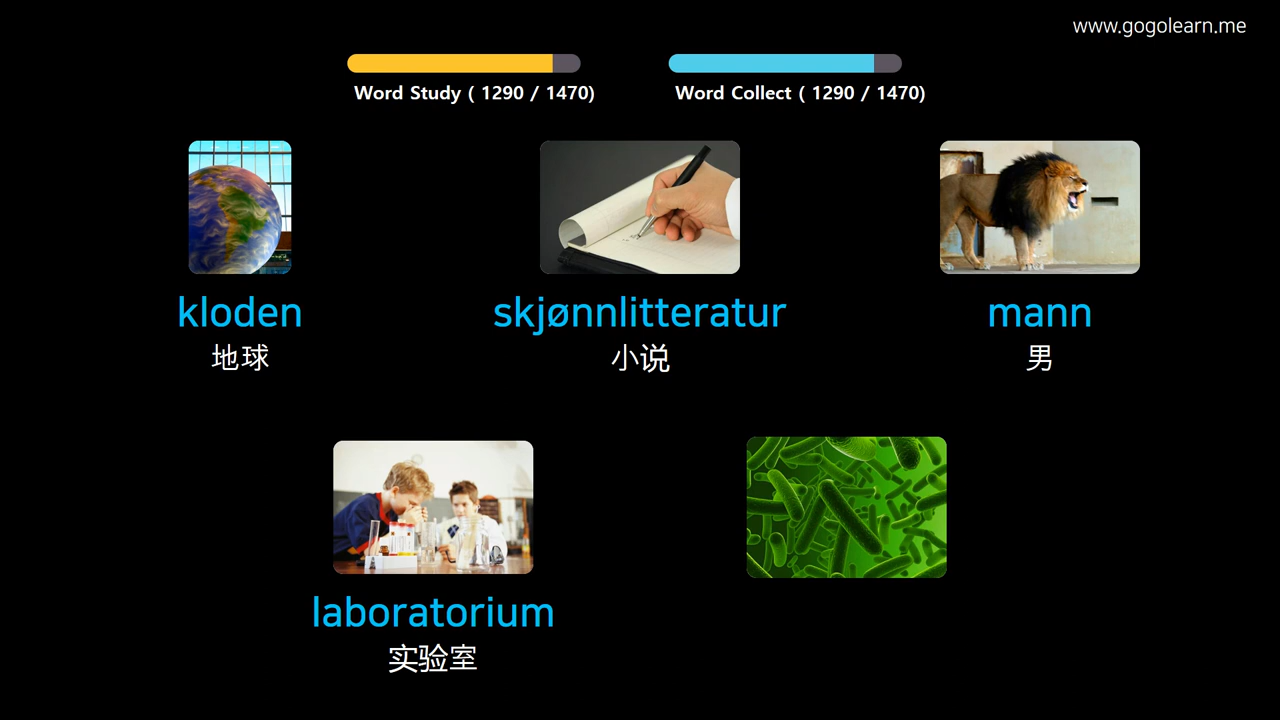 www.gogolearn.me
Word Study ( 1290 / 1470)
Word Collect ( 1290 / 1470)
kloden
地球
skjønnlitteratur
小说
mann
男
laboratorium
实验室